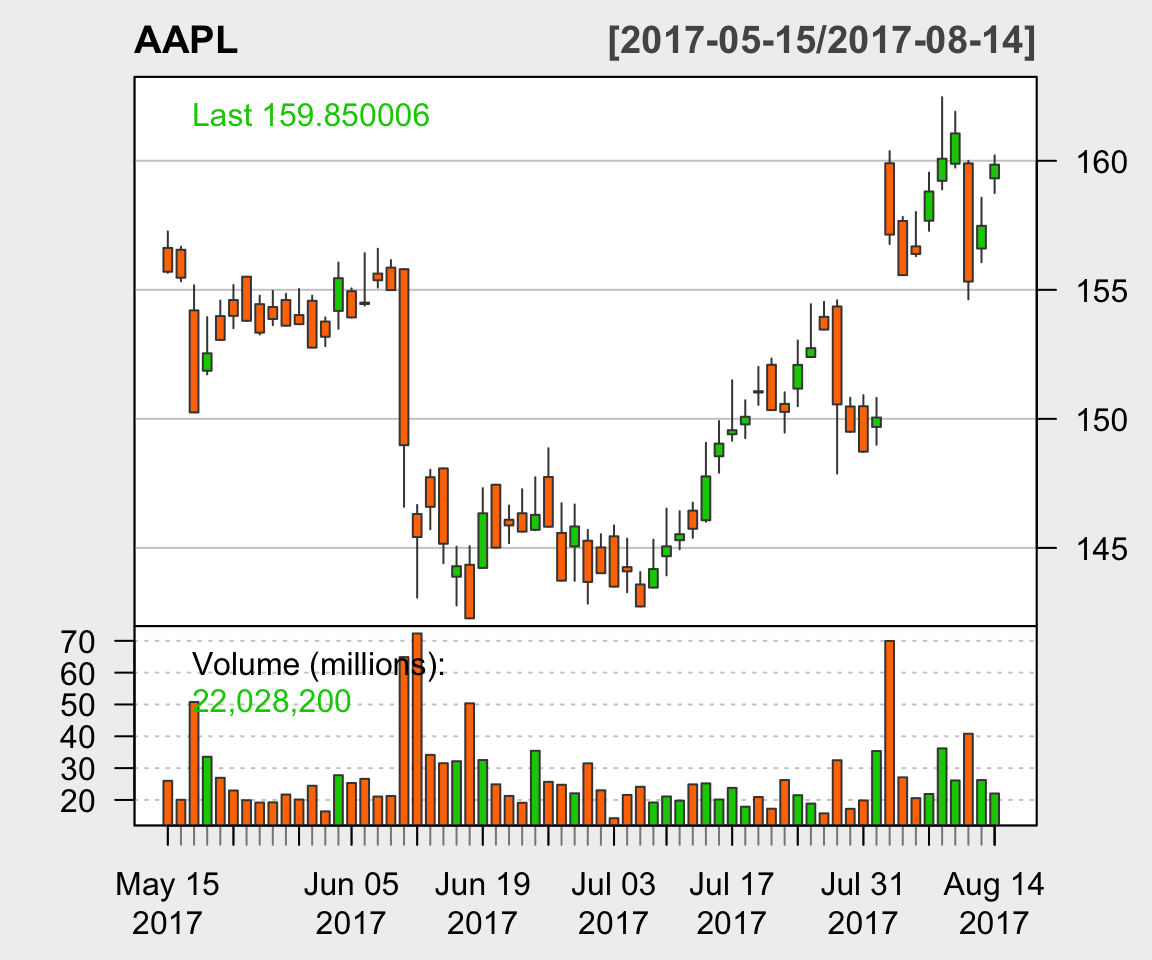 AAPL [2017-05-15/2017-08-14]
Last 159.850006
160
155
150
145
Volume (millions):
22,028,200
70
60
50
40
30
20
May 15 Jun 05 Jun 19 Jul 03 Jul 17 Jul 31 Aug 14
2017 2017 2017 2017 2017 2017 2017